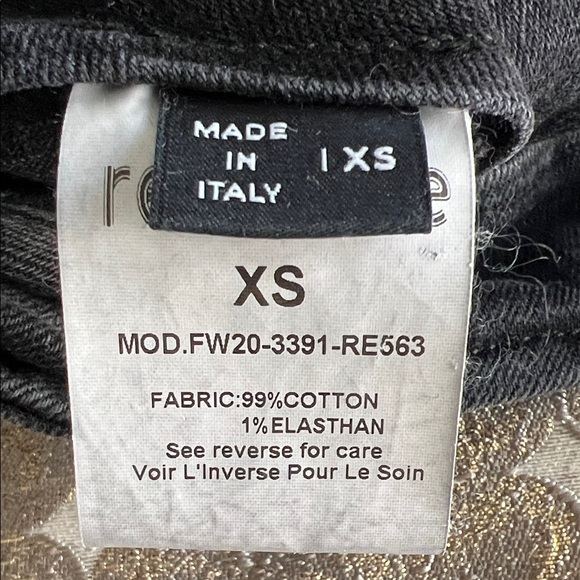 MADE
IN
ITALY
| XS
XS
MOD.FW20-3391-RE563
FABRIC:99%COTTON
1%ELASTHAN
See reverse for care
Voir L'Inverse Pour Le Soin